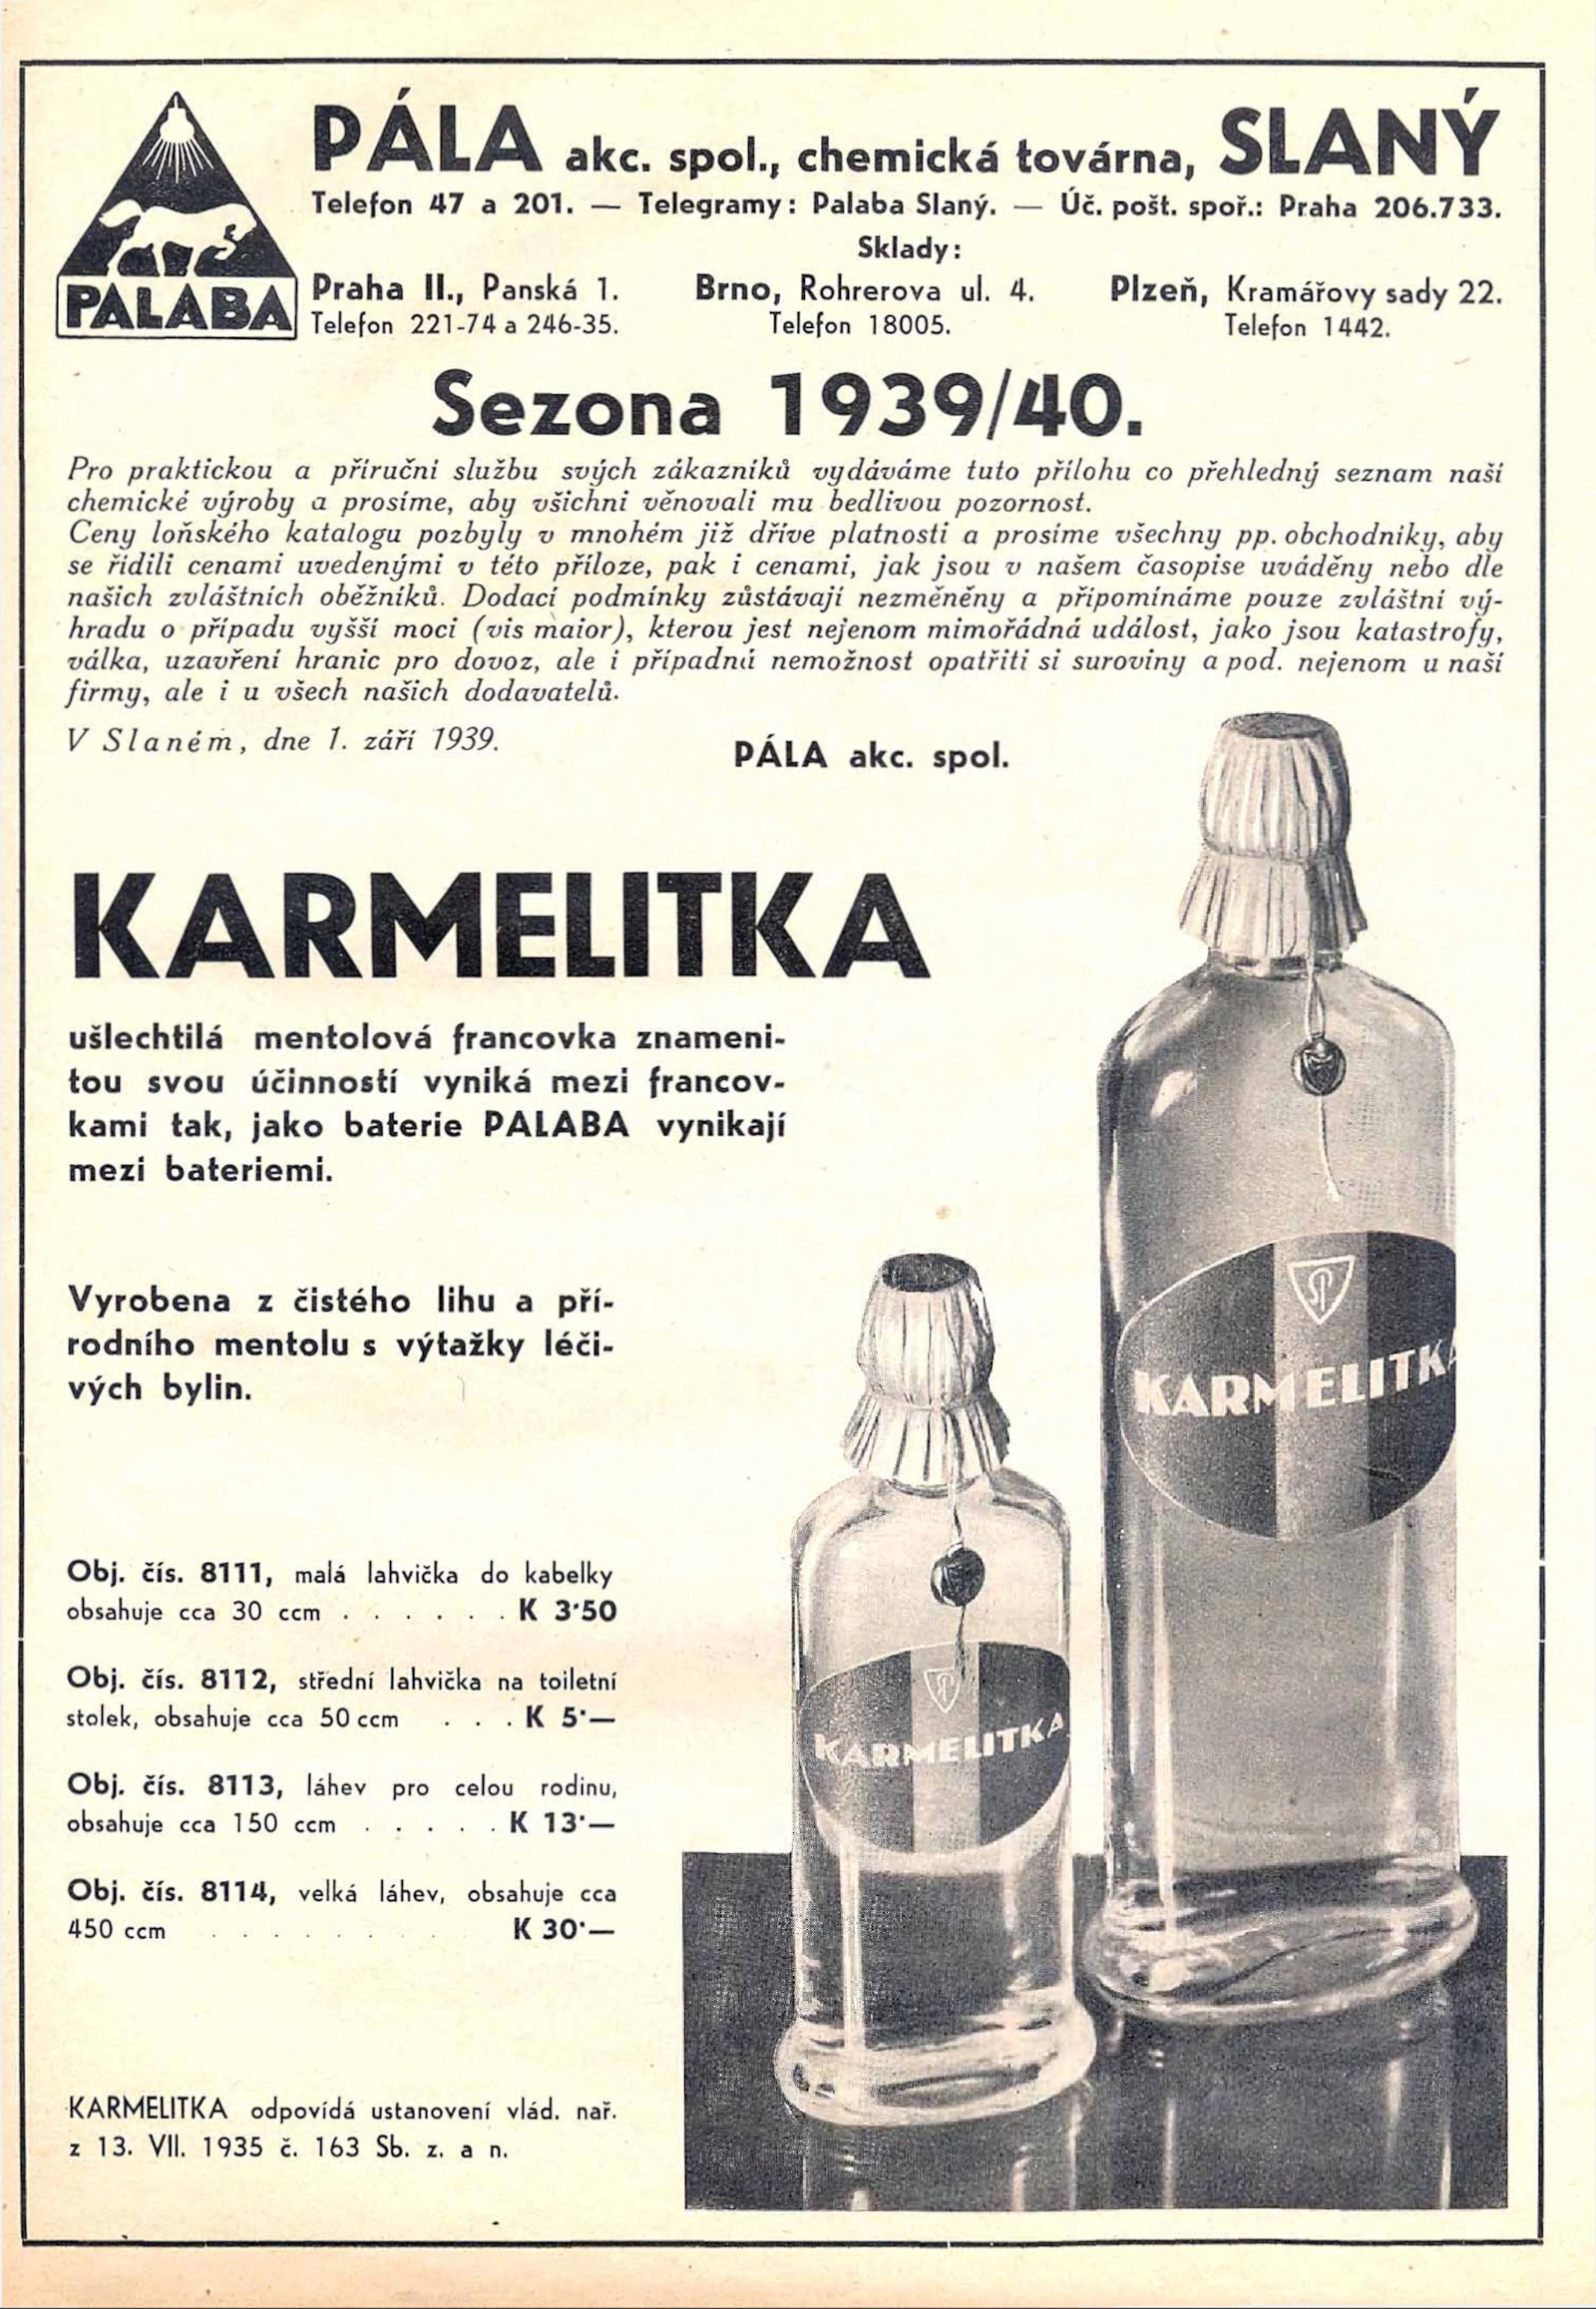 PÁLA akc. spol., chemická továrna, SLANÝ
Telefon 47 a 201. — Telegramy: Palaba Slaný. — Úč. pošt. spoř.: Praha 206.733.
Sklady:
PALABA
Praha II., Panská 1.
Telefon 221-74 a 246-35.
Brno, Rohrerova ul. 4.
Telefon 18005.
Plzeň, Kramářovy sady 22.
Telefon 1442.
Sezona 1939/40.
Pro praktickou a příruční službu svých zákazníků vydáváme tuto přílohu co přehledný seznam naší
chemické výroby a prosíme, aby všichni věnovali mu bedlivou pozornost.
Ceny loňského katalogu pozbyly v mnohém již dříve platnosti a prosíme všechny pp. obchodníky, aby
se řídili cenami uvedenými v této příloze, pak i cenami, jak jsou v našem časopise uváděny nebo dle
našich zvláštních oběžníků. Dodací podmínky zůstávají nezměněny a připomínáme pouze zvláštní vý-
hradu o případu vyšší moci (vis maior), kterou jest nejenom mimořádná událost, jako jsou katastrofy,
válka, uzavření hranic pro dovoz, ale i případná nemožnost opatřiti si suroviny a pod. nejenom u naší
firmy, ale i u všech našich dodavatelů.
V Slaném, dne 1. září 1939.
PÁLA akc. spol.
KARMELITKA
ušlechtilá mentolová francovka znameni-
tou svou účinností vyniká mezi francov-
kami tak, jako baterie PALABA vynikají
mezi bateriemi.
Vyrobena z čistého lihu a pří-
rodního mentolu s výtažky léči-
vých bylin.
Obj. čís. 8111, malá lahvička do kabelky
obsahuje cca 30 ccm . . . . . . K 3·50
Obj. čís. 8112, střední lahvička na toiletní
stolek, obsahuje cca 50 ccm . . . K 5·—
Obj. čís. 8113, láhev pro celou rodinu,
obsahuje cca 150 ccm . . . . . K 13·—
Obj. čís. 8114, velká láhev, obsahuje cca
450 ccm . . . . . . . K 30·—
KARMELITKA odpovídá ustanovení vlád. nař.
z 13. VII. 1935 č. 163 Sb. z. a n.
SP
KARMELITKA
SP
KARMELITKA